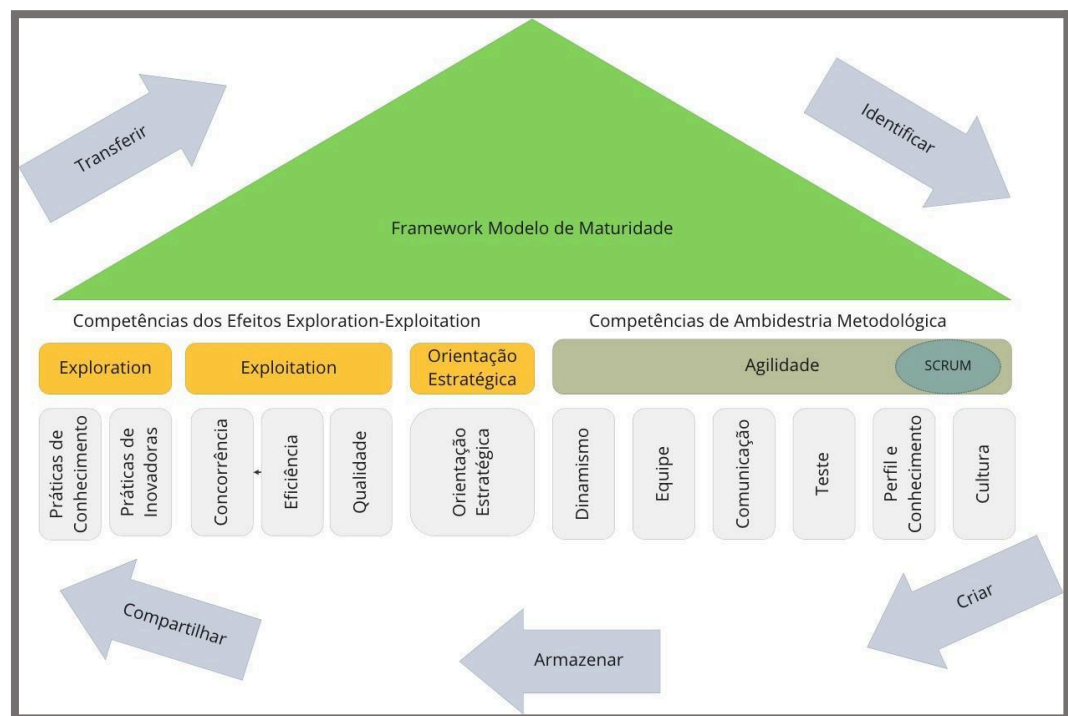 Transferir
Identificar
Framework Modelo de Maturidade
Competências dos Efeitos Exploration-Exploitation
Competências de Ambidestria Metodológica
Exploration
Exploitation
Orientação
Estratégica
Agilidade
SCRUM
Práticas de
Conhecimento
Práticas de
Inovadoras
Concorrência
Eficiência
Qualidade
Orientação
Estratégica
Dinamismo
Equipe
Comunicação
Teste
Perfil e
Conhecimento
Cultura
Compartilhar
Armazenar
Criar